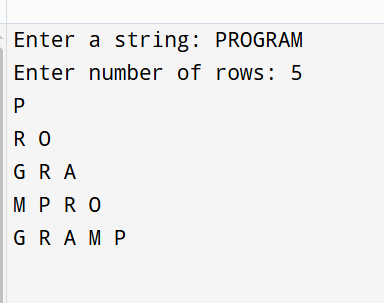 Enter a string: PROGRAM
Enter number of rows: 5
P
R O
G R A
M P R O
G R A M P